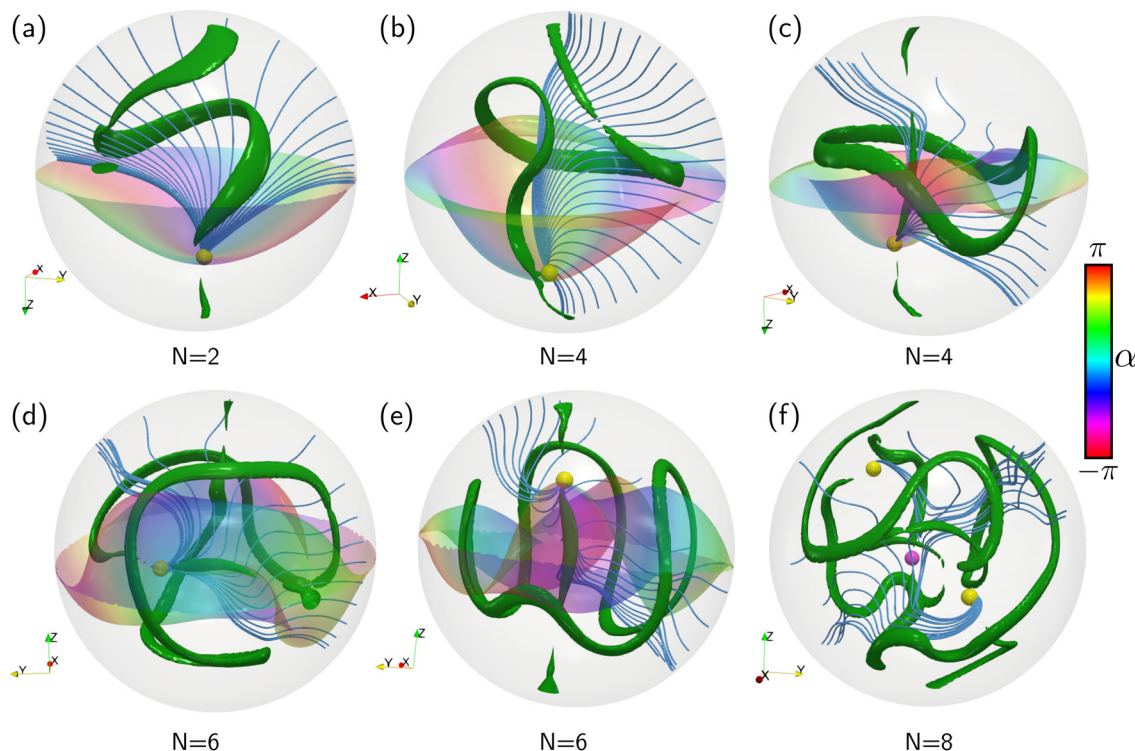 (a)
X
Y
Z
N=2
(b)
Z
X
Y
N=4
(c)
X
Y
Z
N=4
π
α
−π
(d)
Z
Y
X
N=6
(e)
Z
Y
X
N=6
(f)
Z
X
Y
N=8